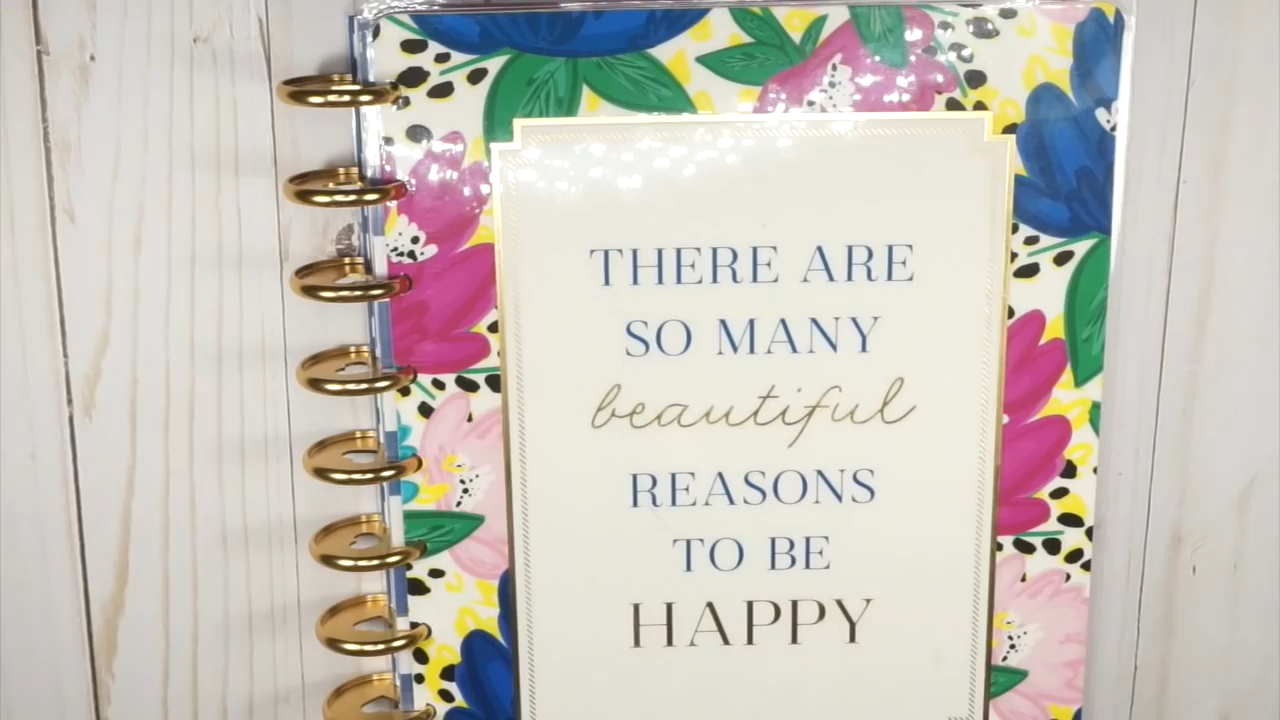 THERE ARE
SO MANY
beautiful
REASONS
TO BE
HAPPY